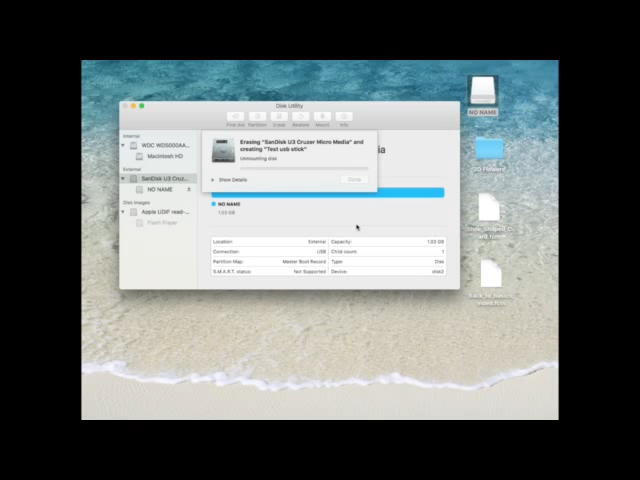 Disk Utility
First Aid Partition Erase Restore Mount Info
Erasing "SanDisk U3 Cruzer Micro Media" and
creating "Test usb stick"
Unmounting disk
Show Details
Done
Internal
WDC WD5000AA...
Macintosh HD
External
SanDisk U3 Cruz...
NO NAME
Disk Images
Apple UDIF read-...
Flash Player
ia
NO NAME
1.03 GB
Location: External
Capacity: 1.03 GB
Connection: USB
Child count: 1
Partition Map: Master Boot Record
Type: Disk
S.M.A.R.T. status: Not Supported
Device: disk2
NO NAME